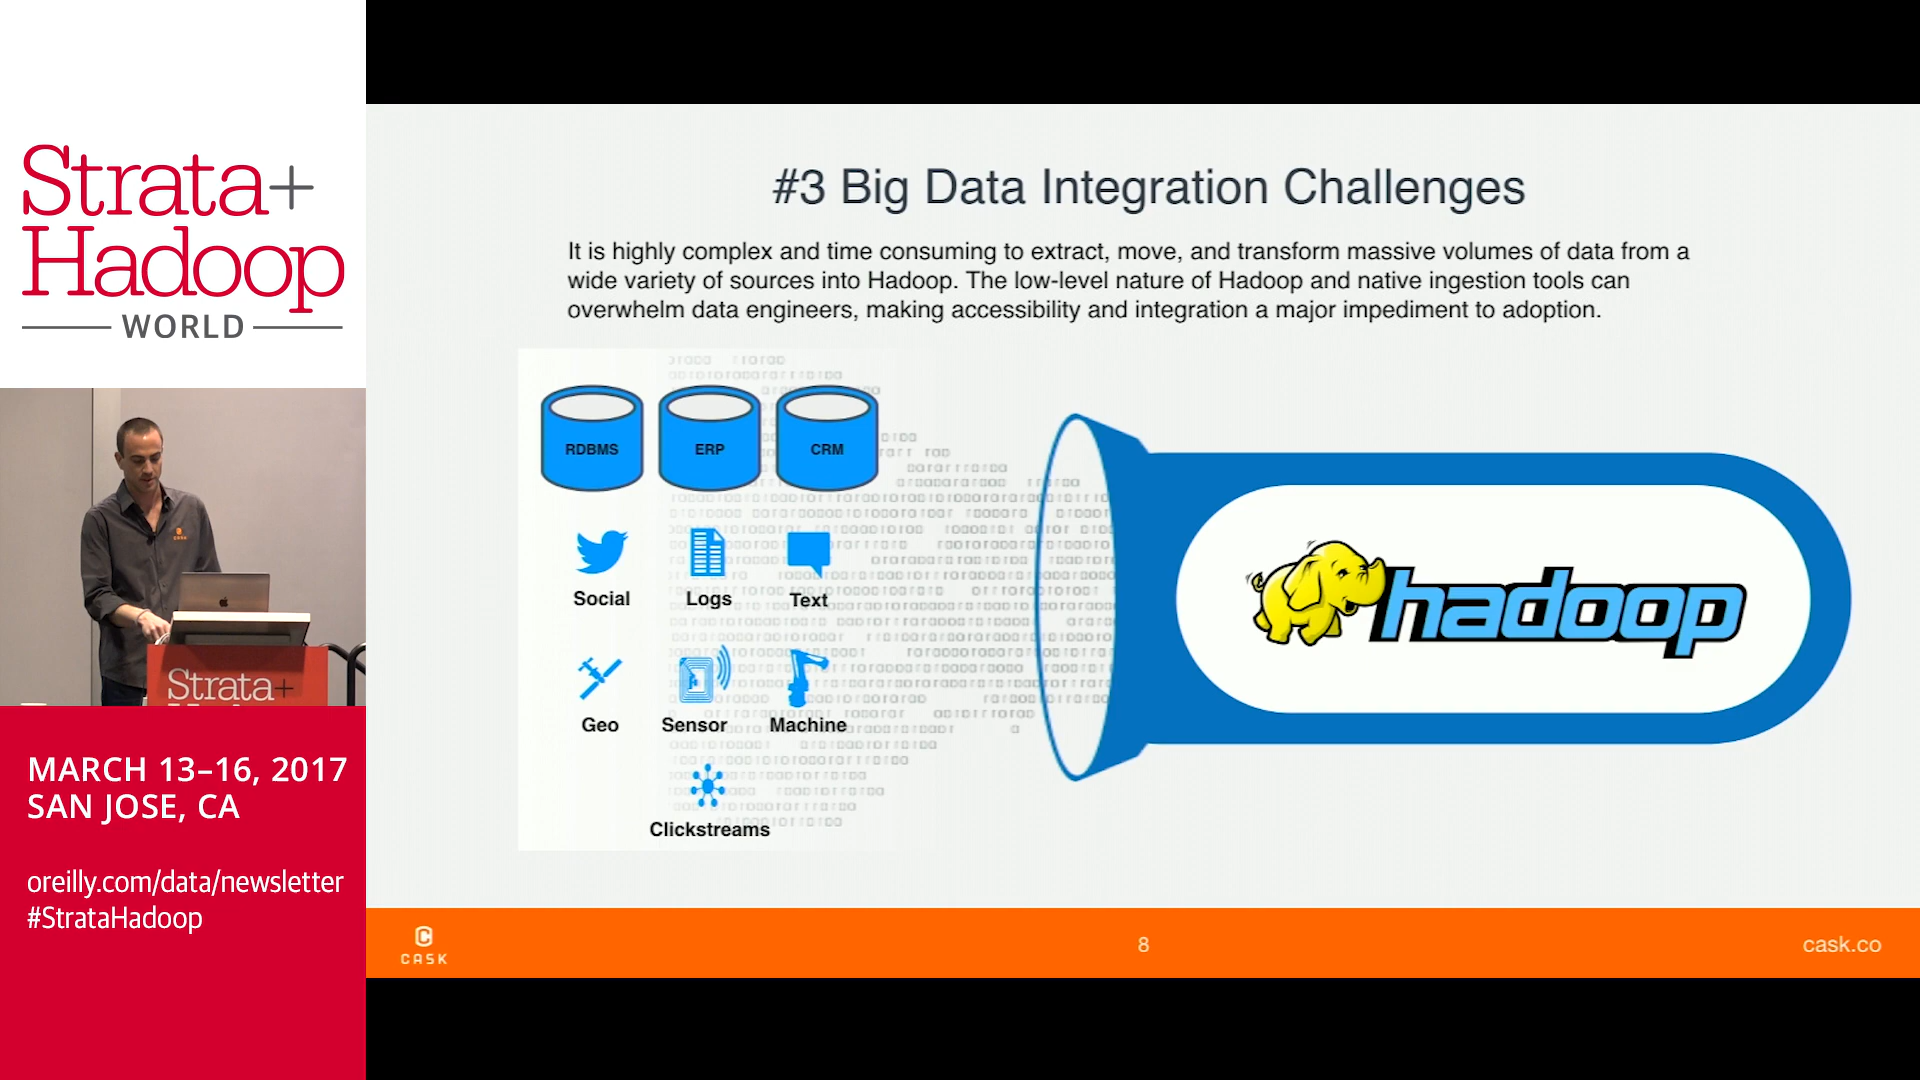 Strata+
Hadoop
WORLD
Strata+
MARCH 13–16, 2017
SAN JOSE, CA
oreilly.com/data/newsletter
#StrataHadoop
#3 Big Data Integration Challenges
It is highly complex and time consuming to extract, move, and transform massive volumes of data from a
wide variety of sources into Hadoop. The low-level nature of Hadoop and native ingestion tools can
overwhelm data engineers, making accessibility and integration a major impediment to adoption.
RDBMS ERP CRM
Social Logs Text
Geo Sensor Machine
Clickstreams
hadoop
CASK
8
cask.co